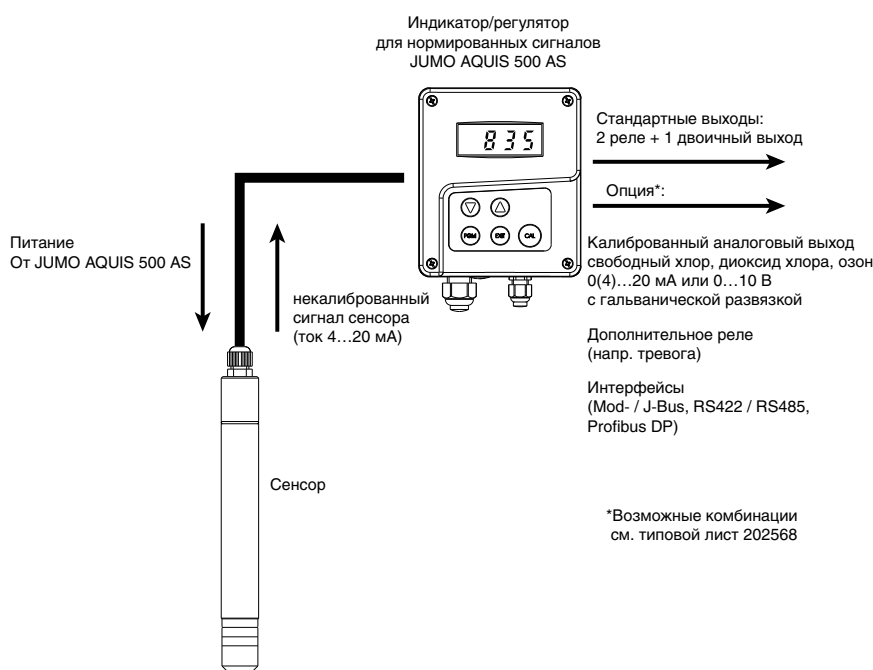 Индикатор/регулятор
для нормированных сигналов
JUMO AQUIS 500 AS
835
PGM
EXIT
CAL
Стандартные выходы:
2 реле + 1 двоичный выход
Опция*:
Питание
От JUMO AQUIS 500 AS
некалиброванный
сигнал сенсора
(ток 4...20 мА)
Калиброванный аналоговый выход
свободный хлор, диоксид хлора, озон
0(4)...20 мА или 0...10 В
с гальванической развязкой
Дополнительное реле
(напр. тревога)
Интерфейсы
(Mod- / J-Bus, RS422 / RS485,
Profibus DP)
Сенсор
*Возможные комбинации
см. типовой лист 202568